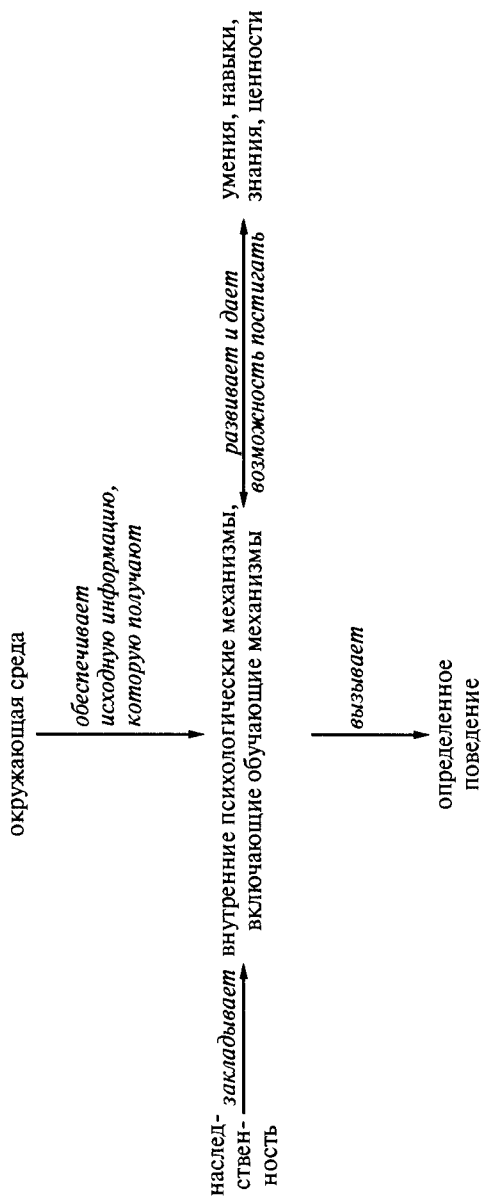 окружающая среда
обеспечивает
исходную информацию,
которую получают
наслед-
ствен-
ность
закладывает
внутренние психологические механизмы,
включающие обучающие механизмы
развивает и дает
возможность постигать
умения, навыки,
знания, ценности
вызывает
определенное
поведение